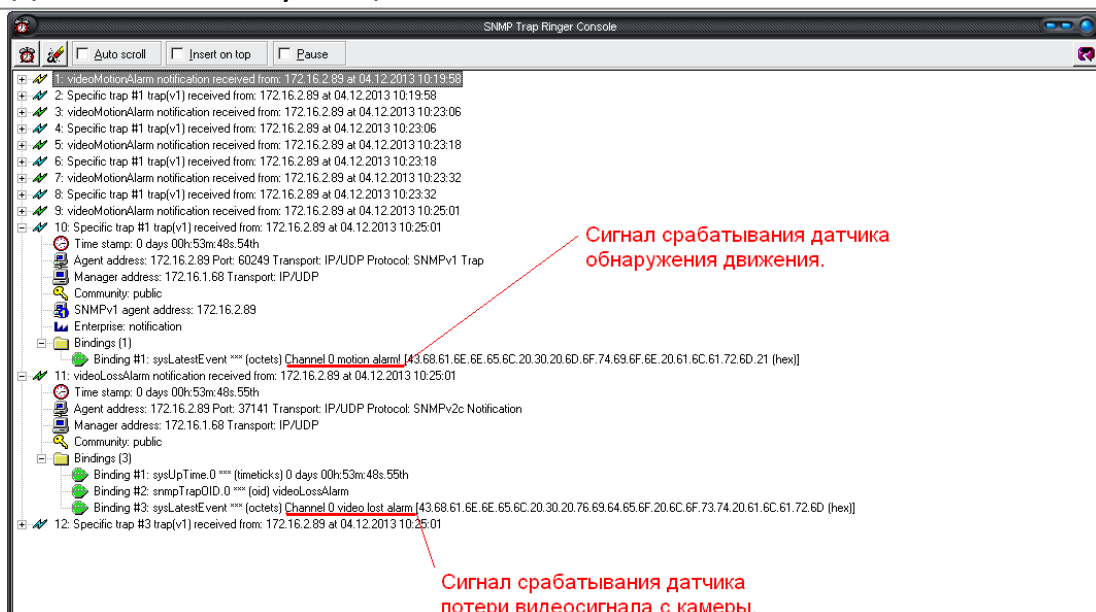 SNMP Trap Ringer Console
Auto scroll Insert on top Pause
1: videoMotionAlarm notification received from: 172.16.2.89 at 04.12.2013 10:19:58
2: Specific trap #1 trap(v1) received from: 172.16.2.89 at 04.12.2013 10:19:58
3: videoMotionAlarm notification received from: 172.16.2.89 at 04.12.2013 10:23:06
4: Specific trap #1 trap(v1) received from: 172.16.2.89 at 04.12.2013 10:23:06
5: videoMotionAlarm notification received from: 172.16.2.89 at 04.12.2013 10:23:18
6: Specific trap #1 trap(v1) received from: 172.16.2.89 at 04.12.2013 10:23:18
7: videoMotionAlarm notification received from: 172.16.2.89 at 04.12.2013 10:23:32
8: Specific trap #1 trap(v1) received from: 172.16.2.89 at 04.12.2013 10:23:32
9: videoMotionAlarm notification received from: 172.16.2.89 at 04.12.2013 10:25:01
10: Specific trap #1 trap(v1) received from: 172.16.2.89 at 04.12.2013 10:25:01
Time stamp: 0 days 00h:53m:48s.54th
Agent address: 172.16.2.89 Port: 60249 Transport: IP/UDP Protocol: SNMPv1 Trap
Manager address: 172.16.1.68 Transport: IP/UDP
Community: public
SNMPv1 agent address: 172.16.2.89
Enterprise: notification
Bindings (1)
Binding #1: sysLatestEvent *** (octets) Channel 0 motion alarm! [43.68.61.6E.6E.65.6C.20.30.20.6D.6F.74.69.6F.6E.20.61.6C.61.72.6D.21 (hex)]
Сигнал срабатывания датчика
обнаружения движения.
11: videoLossAlarm notification received from: 172.16.2.89 at 04.12.2013 10:25:01
Time stamp: 0 days 00h:53m:48s.55th
Agent address: 172.16.2.89 Port: 37141 Transport: IP/UDP Protocol: SNMPv2c Notification
Manager address: 172.16.1.68 Transport: IP/UDP
Community: public
Bindings (3)
Binding #1: sysUpTime.0 *** (timeticks) 0 days 00h:53m:48s.55th
Binding #2: snmpTrapOID.0 *** (oid) videoLossAlarm
Binding #3: sysLatestEvent *** (octets) Channel 0 video lost alarm [43.68.61.6E.6E.65.6C.20.30.20.76.69.64.65.6F.20.6C.6F.73.74.20.61.6C.61.72.6D (hex)]
12: Specific trap #3 trap(v1) received from: 172.16.2.89 at 04.12.2013 10:25:01
Сигнал срабатывания датчика
потери видеосигнала с камеры.